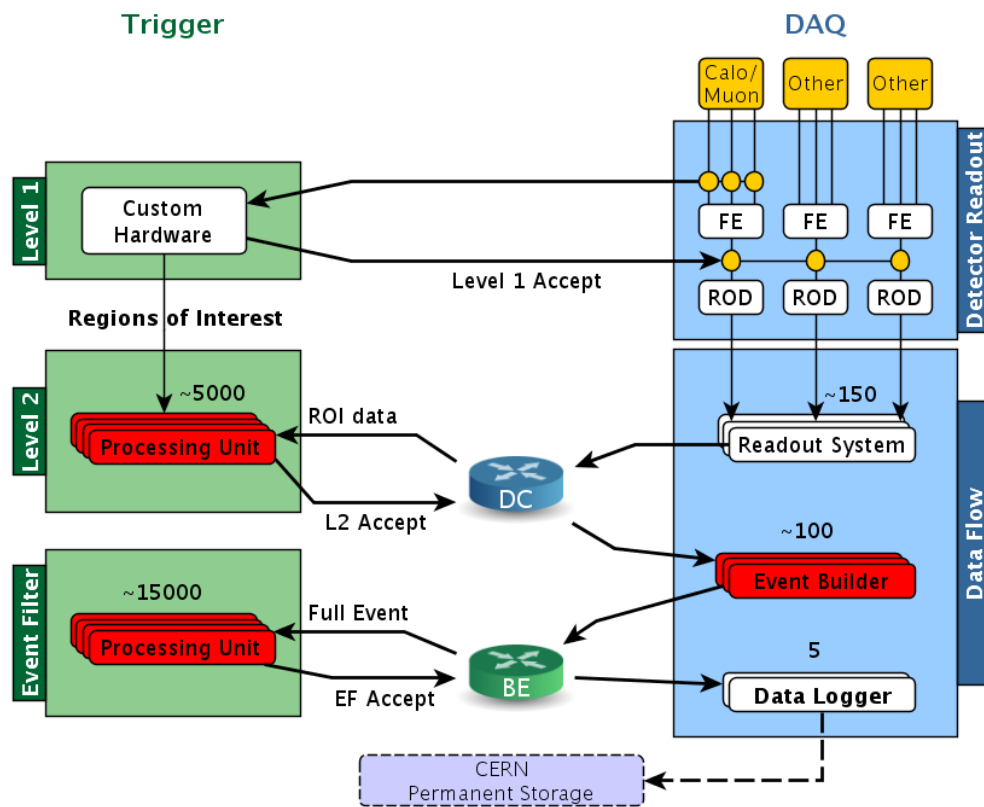 Trigger
DAQ
Calo/
Muon
Other
Other
Level 1
Custom
Hardware
FE
FE
FE
Level 1 Accept
ROD
ROD
ROD
Detector Readout
Regions of Interest
Level 2
~5000
Processing Unit
ROI data
L2 Accept
DC
~150
Readout System
~100
Event Builder
Data Flow
Event Filter
~15000
Processing Unit
Full Event
EF Accept
BE
5
Data Logger
CERN
Permanent Storage